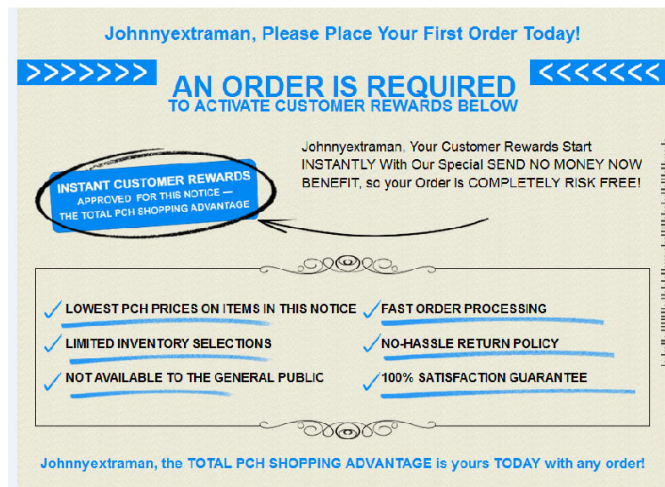 Johnnyextraman, Please Place Your First Order Today!
>>>>>>> <<<<<<<
AN ORDER IS REQUIRED
TO ACTIVATE CUSTOMER REWARDS BELOW
Johnnyextraman, Your Customer Rewards Start
INSTANTLY With Our Special SEND NO MONEY NOW
BENEFIT, so your Order Is COMPLETELY RISK FREE!
INSTANT CUSTOMER REWARDS
APPROVED FOR THIS NOTICE —
THE TOTAL PCH SHOPPING ADVANTAGE
LOWEST PCH PRICES ON ITEMS IN THIS NOTICE
LIMITED INVENTORY SELECTIONS
NOT AVAILABLE TO THE GENERAL PUBLIC
FAST ORDER PROCESSING
NO-HASSLE RETURN POLICY
100% SATISFACTION GUARANTEE
Johnnyextraman, the TOTAL PCH SHOPPING ADVANTAGE is yours TODAY with any order!